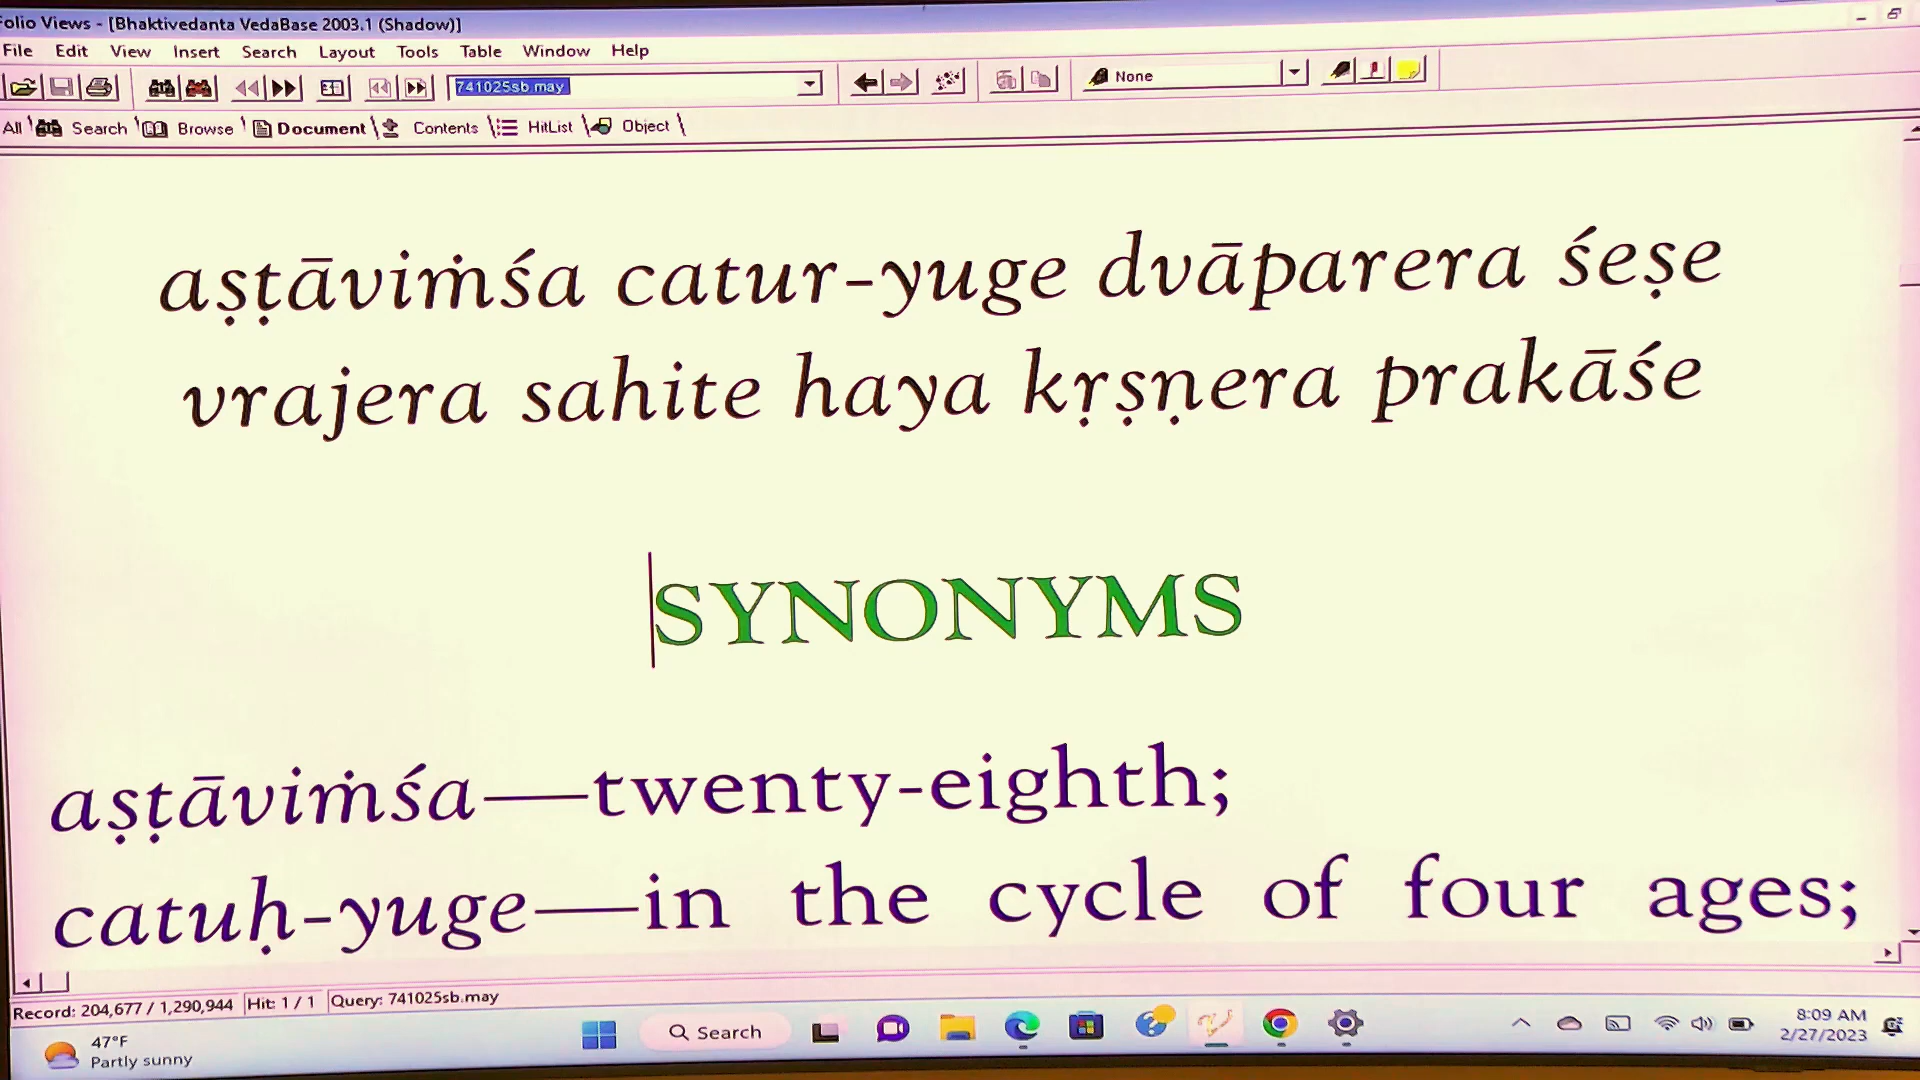 Folio Views - [Bhaktivedanta VedaBase 2003.1 (Shadow)]
File Edit View Insert Search Layout Tools Table Window Help
741025sb may None
All Search Browse Document Contents HitList Object
aṣṭāviṁśa catur-yuge dvāparera śeṣe
vrajera sahite haya kṛṣṇera prakāśe
SYNONYMS
aṣṭāviṁśa—twenty-eighth;
catuḥ-yuge—in the cycle of four ages;
Record: 204,677 / 1,290,944 Hit: 1 / 1 Query: 741025sb.may
47°F
Partly sunny
Search
8:09 AM
2/27/2023